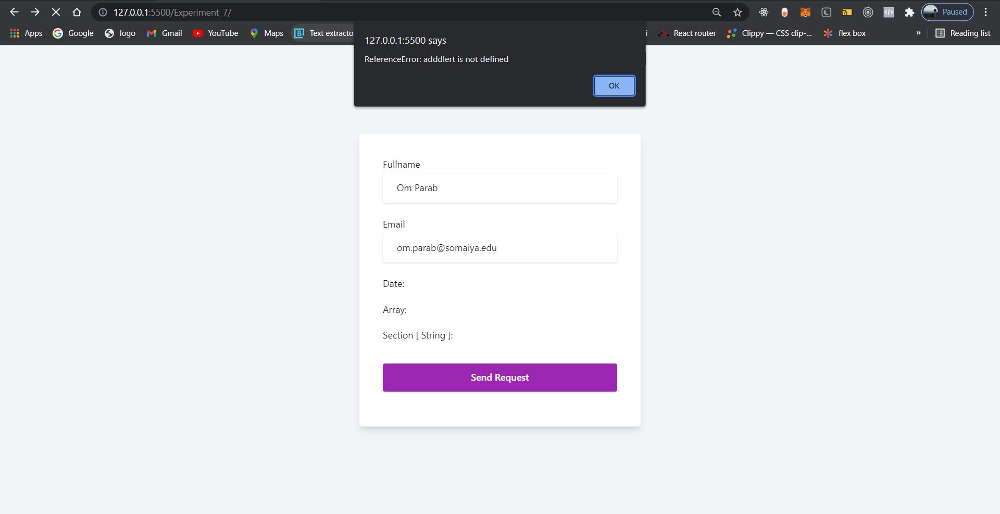 127.0.0.1:5500/Experiment_7/
Paused
Apps Google logo Gmail YouTube Maps Text extracto
i React router Clippy — CSS clip-... flex box » Reading list
127.0.0.1:5500 says
ReferenceError: adddlert is not defined
OK
Fullname
Om Parab
Email
om.parab@somaiya.edu
Date:
Array:
Section [ String ]:
Send Request